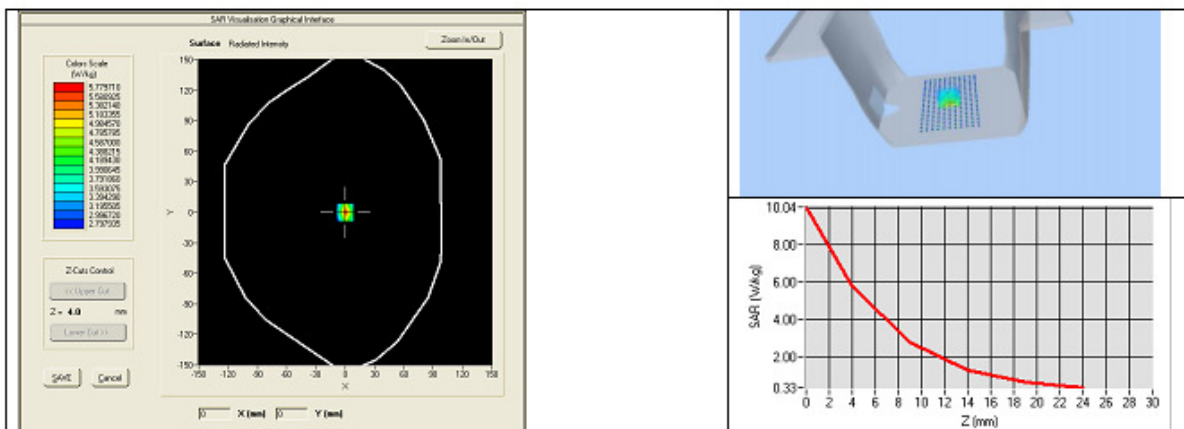 SAR Visualisation Graphical Interface
Surface Radiated Intensity
Zoom In/Out
Colors Scale
(W/kg)
5.779710
5.580925
5.382140
5.183355
4.984570
4.785785
4.587000
4.388215
4.189430
3.990645
3.791860
3.593075
3.394290
3.195505
2.996720
2.797935
Z-Cuts Control
<< Upper Cut
Z = 4.0 mm
Lower Cut >>
SAVE Cancel
150
120
90
60
30
0
-30
-60
-90
-120
-150
Y
-150 -120 -90 -60 -30 0 30 60 90 120 150
X
0 X (mm) 0 Y (mm)
10.04
8.00
6.00
4.00
2.00
0.33
SAR (W/kg)
0 2 4 6 8 10 12 14 16 18 20 22 24 26 28 30
Z (mm)